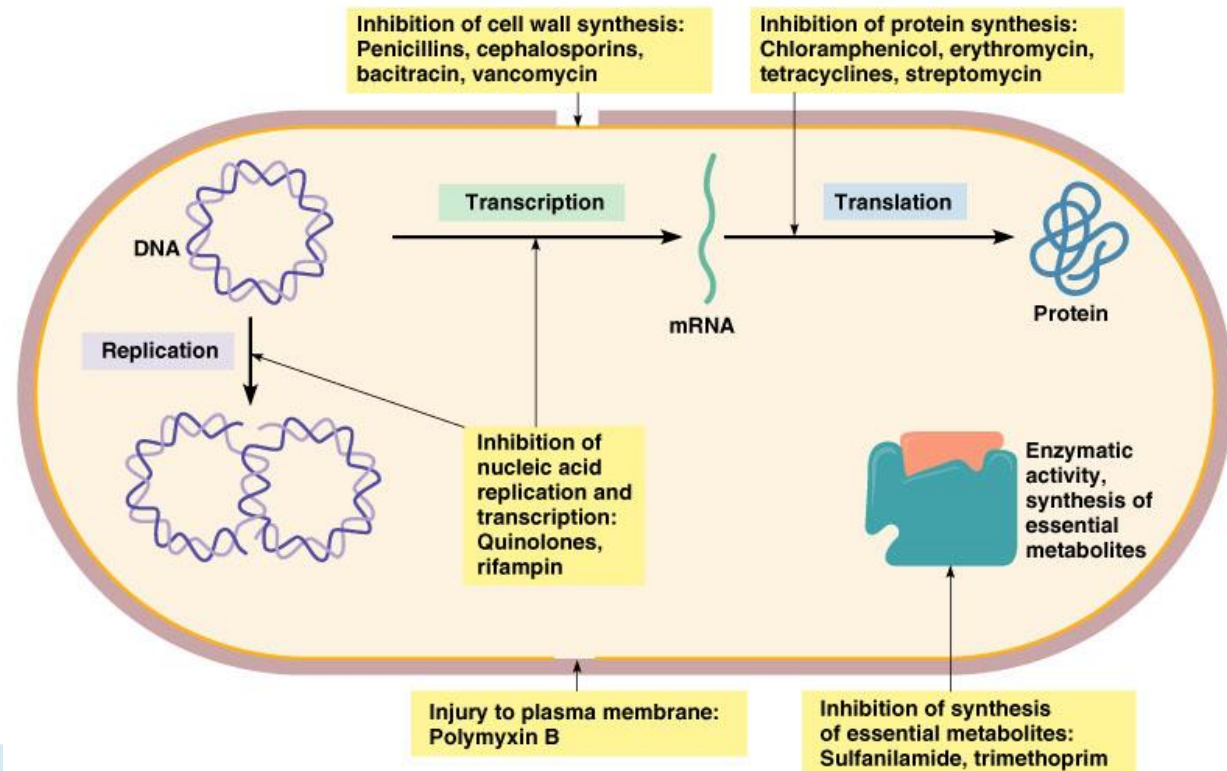 Inhibition of cell wall synthesis:
Penicillins, cephalosporins,
bacitracin, vancomycin
Inhibition of protein synthesis:
Chloramphenicol, erythromycin,
tetracyclines, streptomycin
DNA
Transcription
mRNA
Translation
Protein
Replication
Inhibition of
nucleic acid
replication and
transcription:
Quinolones,
rifampin
Enzymatic
activity,
synthesis of
essential
metabolites
Injury to plasma membrane:
Polymyxin B
Inhibition of synthesis
of essential metabolites:
Sulfanilamide, trimethoprim